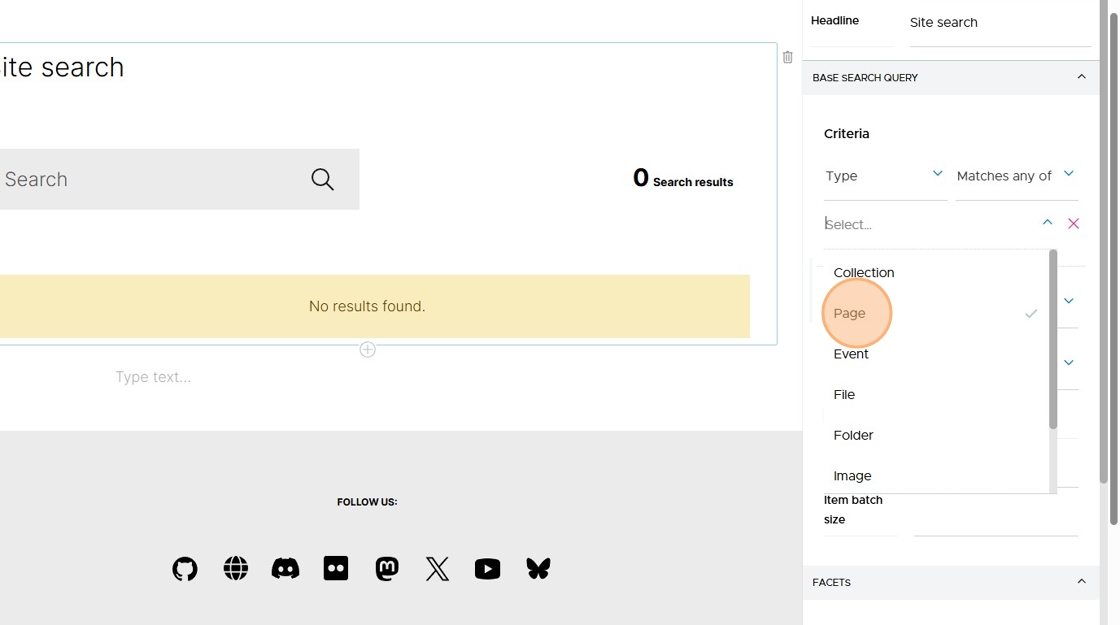 Headline
Site search
ite search
BASE SEARCH QUERY
Criteria
Type
Matches any of
Search
0 Search results
Select...
Collection
Page
Event
File
Folder
Image
No results found.
Type text...
Item batch
size
FOLLOW US:
FACETS